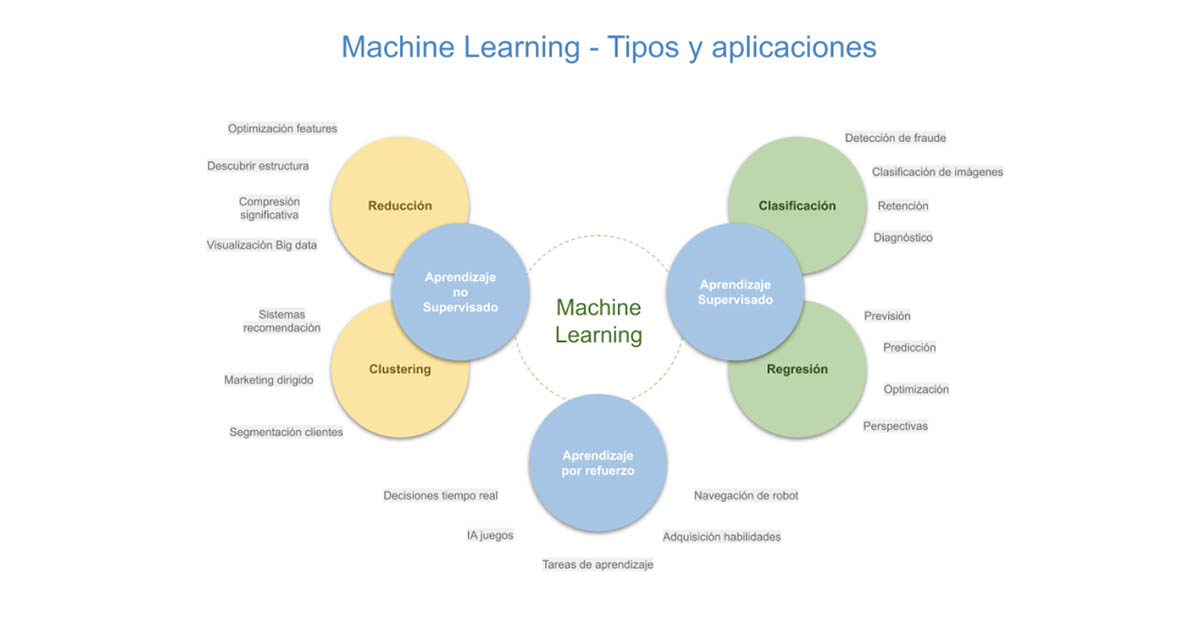 Machine Learning - Tipos y aplicaciones
Optimización features
Descubrir estructura
Compresión
significativa
Visualización Big data
Reducción
Aprendizaje
no
Supervisado
Sistemas
recomendación
Marketing dirigido
Segmentación clientes
Clustering
Machine
Learning
Detección de fraude
Clasificación de imágenes
Retención
Diagnóstico
Clasificación
Aprendizaje
Supervisado
Previsión
Predicción
Optimización
Perspectivas
Regresión
Aprendizaje
por refuerzo
Decisiones tiempo real
IA juegos
Tareas de aprendizaje
Adquisición habilidades
Navegación de robot